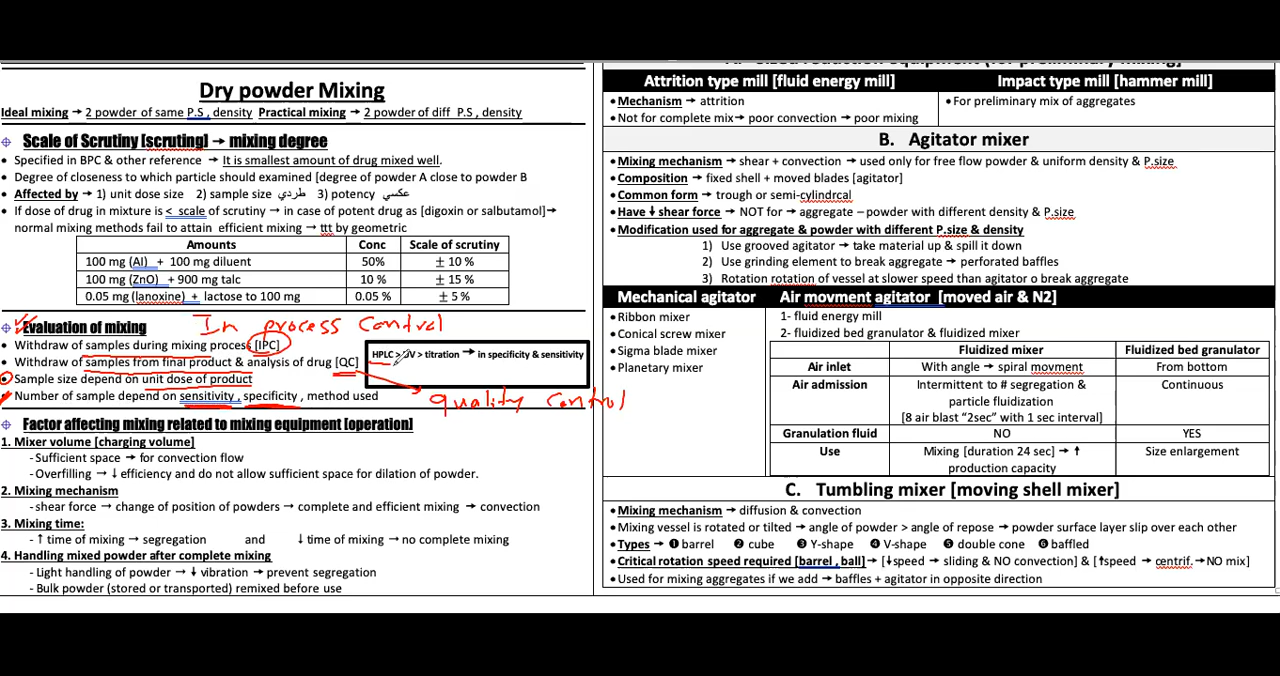 Dry powder Mixing
Ideal mixing → 2 powder of same P.S , density Practical mixing → 2 powder of diff P.S , density
Scale of Scrutiny [scruting] → mixing degree
• Specified in BPC & other reference → It is smallest amount of drug mixed well.
• Degree of closeness to which particle should examined [degree of powder A close to powder B
• Affected by → 1) unit dose size 2) sample size طردي 3) potency عكسي
• If dose of drug in mixture is < scale of scrutiny → in case of potent drug as [digoxin or salbutamol]→
normal mixing methods fail to attain efficient mixing → ttt by geometric
Amounts Conc Scale of scrutiny
100 mg (Al) + 100 mg diluent 50% ± 10 %
100 mg (ZnO) + 900 mg talc 10 % ± 15 %
0.05 mg (lanoxine) + lactose to 100 mg 0.05 % ± 5 %
Evaluation of mixing In process Control
• Withdraw of samples during mixing process [IPC]
• Withdraw of samples from final product & analysis of drug [QC]
HPLC > UV > titration → in specificity & sensitivity
• Sample size depend on unit dose of product
• Number of sample depend on sensitivity , specificity , method used
quality Control
Factor affecting mixing related to mixing equipment [operation]
1. Mixer volume [charging volume]
- Sufficient space → for convection flow
- Overfilling → ↓ efficiency and do not allow sufficient space for dilation of powder.
2. Mixing mechanism
- shear force → change of position of powders → complete and efficient mixing → convection
3. Mixing time:
- ↑ time of mixing → segregation and ↓ time of mixing → no complete mixing
4. Handling mixed powder after complete mixing
- Light handling of powder → ↓ vibration → prevent segregation
- Bulk powder (stored or transported) remixed before use
Attrition type mill [fluid energy mill] Impact type mill [hammer mill]
• Mechanism → attrition
• Not for complete mix→ poor convection → poor mixing
• For preliminary mix of aggregates
B. Agitator mixer
• Mixing mechanism → shear + convection → used only for free flow powder & uniform density & P.size
• Composition → fixed shell + moved blades [agitator]
• Common form → trough or semi-cylindrcal
• Have ↓ shear force → NOT for → aggregate – powder with different density & P.size
• Modification used for aggregate & powder with different P.size & density
1) Use grooved agitator → take material up & spill it down
2) Use grinding element to break aggregate → perforated baffles
3) Rotation rotation of vessel at slower speed than agitator o break aggregate
Mechanical agitator Air movment agitator [moved air & N2]
• Ribbon mixer
• Conical screw mixer
• Sigma blade mixer
• Planetary mixer
1- fluid energy mill
2- fluidized bed granulator & fluidized mixer
Fluidized mixer Fluidized bed granulator
Air inlet With angle → spiral movment From bottom
Air admission Intermittent to # segregation & Continuous
particle fluidization
[8 air blast “2sec” with 1 sec interval]
Granulation fluid NO YES
Use Mixing [duration 24 sec] → ↑ Size enlargement
production capacity
C. Tumbling mixer [moving shell mixer]
• Mixing mechanism → diffusion & convection
• Mixing vessel is rotated or tilted → angle of powder > angle of repose → powder surface layer slip over each other
• Types → ❶ barrel ❷ cube ❸ Y-shape ❹ V-shape ❺ double cone ❻ baffled
• Critical rotation speed required [barrel , ball]→ [↓speed → sliding & NO convection] & [↑speed → centrif. →NO mix]
• Used for mixing aggregates if we add → baffles + agitator in opposite direction